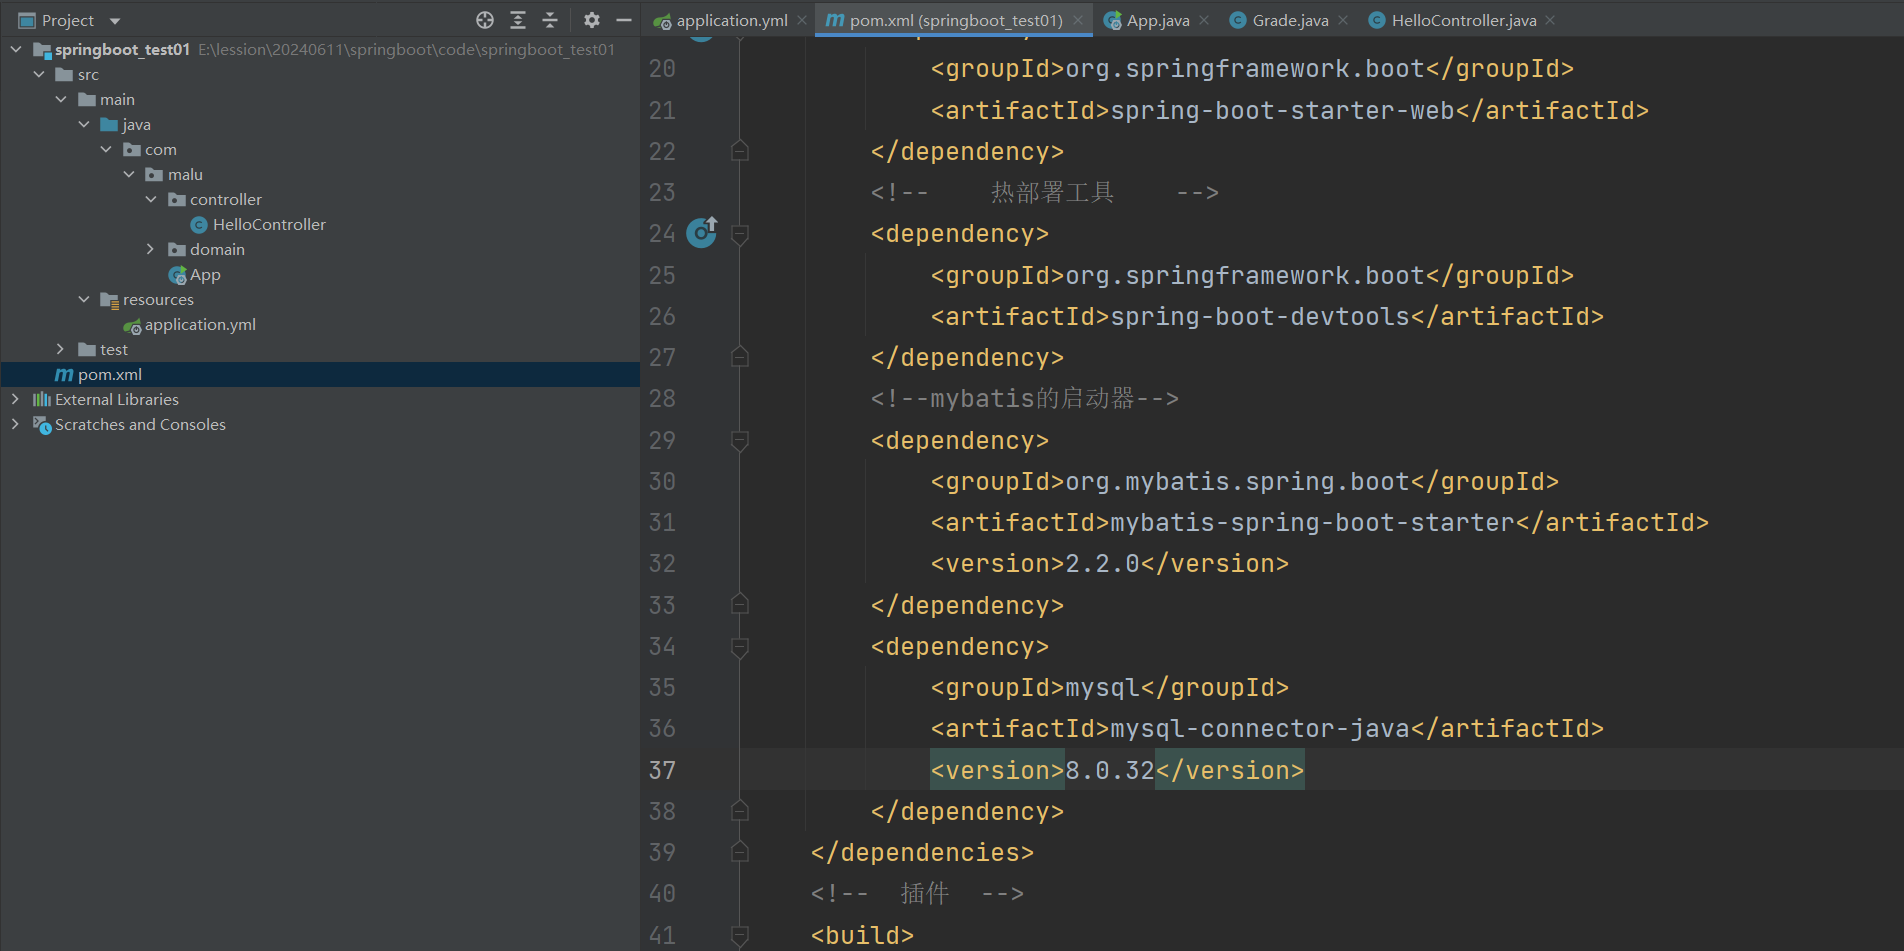 Project
springboot_test01 E:\lession\20240611\springboot\code\springboot_test01
src
main
java
com
malu
controller
HelloController
domain
App
resources
application.yml
test
pom.xml
External Libraries
Scratches and Consoles
application.yml pom.xml (springboot_test01) App.java Grade.java HelloController.java
20 <groupId>org.springframework.boot</groupId>
21 <artifactId>spring-boot-starter-web</artifactId>
22 </dependency>
23 <!-- 热部署工具 -->
24 <dependency>
25 <groupId>org.springframework.boot</groupId>
26 <artifactId>spring-boot-devtools</artifactId>
27 </dependency>
28 <!--mybatis的启动器-->
29 <dependency>
30 <groupId>org.mybatis.spring.boot</groupId>
31 <artifactId>mybatis-spring-boot-starter</artifactId>
32 <version>2.2.0</version>
33 </dependency>
34 <dependency>
35 <groupId>mysql</groupId>
36 <artifactId>mysql-connector-java</artifactId>
37 <version>8.0.32</version>
38 </dependency>
39 </dependencies>
40 <!-- 插件 -->
41 <build>